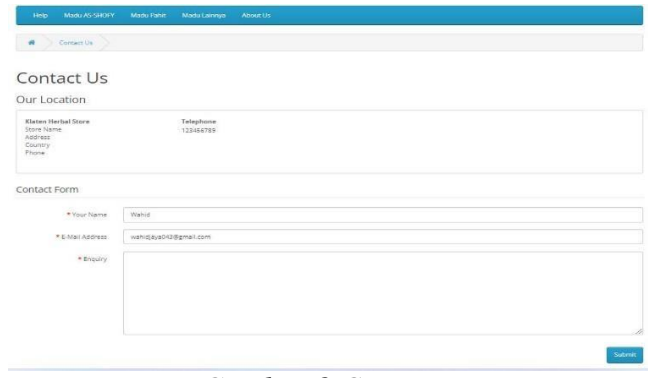 Help Madu AS-SHOFY Madu Pahit Madu Lainnya About Us
Contact Us
Contact Us
Our Location
Klaten Herbal Store Telephone
Store Name 123456789
Address
Country
Phone
Contact Form
* Your Name Wahid
* E-Mail Address wahidjaya043@gmail.com
* Enquiry
Submit